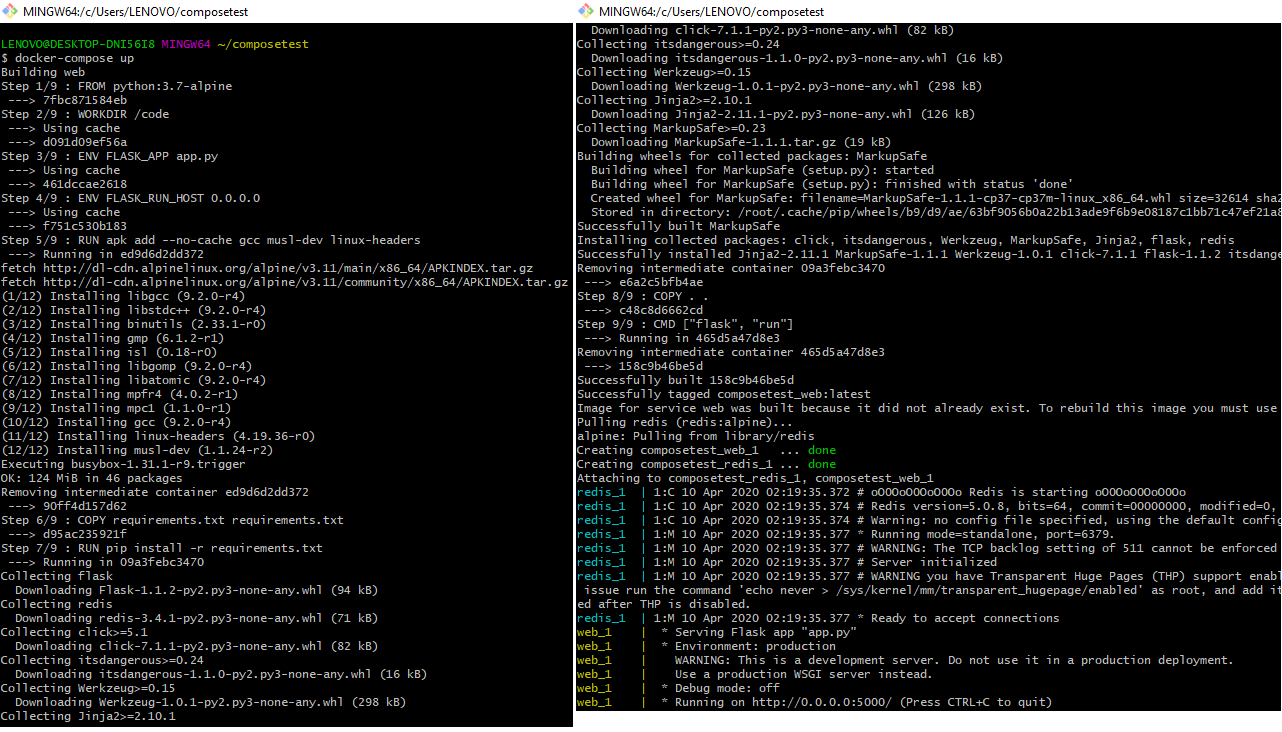 MINGW64:/c/Users/LENOVO/composetest
LENOVO@DESKTOP-DNI56I8 MINGW64 ~/composetest
$ docker-compose up
Building web
Step 1/9 : FROM python:3.7-alpine
 ---> 7fbc871584eb
Step 2/9 : WORKDIR /code
 ---> Using cache
 ---> d091d09ef56a
Step 3/9 : ENV FLASK_APP app.py
 ---> Using cache
 ---> 461dccae2618
Step 4/9 : ENV FLASK_RUN_HOST 0.0.0.0
 ---> Using cache
 ---> f751c530b183
Step 5/9 : RUN apk add --no-cache gcc musl-dev linux-headers
 ---> Running in ed9d6d2dd372
fetch http://dl-cdn.alpinelinux.org/alpine/v3.11/main/x86_64/APKINDEX.tar.gz
fetch http://dl-cdn.alpinelinux.org/alpine/v3.11/community/x86_64/APKINDEX.tar.gz
(1/12) Installing libgcc (9.2.0-r4)
(2/12) Installing libstdc++ (9.2.0-r4)
(3/12) Installing binutils (2.33.1-r0)
(4/12) Installing gmp (6.1.2-r1)
(5/12) Installing isl (0.18-r0)
(6/12) Installing libgomp (9.2.0-r4)
(7/12) Installing libatomic (9.2.0-r4)
(8/12) Installing mpfr4 (4.0.2-r1)
(9/12) Installing mpc1 (1.1.0-r1)
(10/12) Installing gcc (9.2.0-r4)
(11/12) Installing linux-headers (4.19.36-r0)
(12/12) Installing musl-dev (1.1.24-r2)
Executing busybox-1.31.1-r9.trigger
OK: 124 MiB in 46 packages
Removing intermediate container ed9d6d2dd372
 ---> 90ff4d157d62
Step 6/9 : COPY requirements.txt requirements.txt
 ---> d95ac235921f
Step 7/9 : RUN pip install -r requirements.txt
 ---> Running in 09a3febc3470
Collecting flask
  Downloading Flask-1.1.2-py2.py3-none-any.whl (94 kB)
Collecting redis
  Downloading redis-3.4.1-py2.py3-none-any.whl (71 kB)
Collecting click>=5.1
  Downloading click-7.1.1-py2.py3-none-any.whl (82 kB)
Collecting itsdangerous>=0.24
  Downloading itsdangerous-1.1.0-py2.py3-none-any.whl (16 kB)
Collecting Werkzeug>=0.15
  Downloading Werkzeug-1.0.1-py2.py3-none-any.whl (298 kB)
Collecting Jinja2>=2.10.1
MINGW64:/c/Users/LENOVO/composetest
  Downloading click-7.1.1-py2.py3-none-any.whl (82 kB)
Collecting itsdangerous>=0.24
  Downloading itsdangerous-1.1.0-py2.py3-none-any.whl (16 kB)
Collecting Werkzeug>=0.15
  Downloading Werkzeug-1.0.1-py2.py3-none-any.whl (298 kB)
Collecting Jinja2>=2.10.1
  Downloading Jinja2-2.11.1-py2.py3-none-any.whl (126 kB)
Collecting MarkupSafe>=0.23
  Downloading MarkupSafe-1.1.1.tar.gz (19 kB)
Building wheels for collected packages: MarkupSafe
  Building wheel for MarkupSafe (setup.py): started
  Building wheel for MarkupSafe (setup.py): finished with status 'done'
  Created wheel for MarkupSafe: filename=MarkupSafe-1.1.1-cp37-cp37m-linux_x86_64.whl size=32614 sha2
  Stored in directory: /root/.cache/pip/wheels/b9/d9/ae/63bf9056b0a22b13ade9f6b9e08187c1bb71c47ef21a8
Successfully built MarkupSafe
Installing collected packages: click, itsdangerous, Werkzeug, MarkupSafe, Jinja2, flask, redis
Successfully installed Jinja2-2.11.1 MarkupSafe-1.1.1 Werkzeug-1.0.1 click-7.1.1 flask-1.1.2 itsdange
Removing intermediate container 09a3febc3470
 ---> e6a2c5bfb4ae
Step 8/9 : COPY . .
 ---> c48c8d6662cd
Step 9/9 : CMD ["flask", "run"]
 ---> Running in 465d5a47d8e3
Removing intermediate container 465d5a47d8e3
 ---> 158c9b46be5d
Successfully built 158c9b46be5d
Successfully tagged composetest_web:latest
Image for service web was built because it did not already exist. To rebuild this image you must use
Pulling redis (redis:alpine)...
alpine: Pulling from library/redis
Creating composetest_web_1   ... done
Creating composetest_redis_1 ... done
Attaching to composetest_redis_1, composetest_web_1
redis_1  | 1:C 10 Apr 2020 02:19:35.372 # oO0OoO0OoO0Oo Redis is starting oO0OoO0OoO0Oo
redis_1  | 1:C 10 Apr 2020 02:19:35.374 # Redis version=5.0.8, bits=64, commit=00000000, modified=0,
redis_1  | 1:C 10 Apr 2020 02:19:35.374 # Warning: no config file specified, using the default config
redis_1  | 1:M 10 Apr 2020 02:19:35.377 * Running mode=standalone, port=6379.
redis_1  | 1:M 10 Apr 2020 02:19:35.377 # WARNING: The TCP backlog setting of 511 cannot be enforced
redis_1  | 1:M 10 Apr 2020 02:19:35.377 # Server initialized
redis_1  | 1:M 10 Apr 2020 02:19:35.377 # WARNING you have Transparent Huge Pages (THP) support enabl
 issue run the command 'echo never > /sys/kernel/mm/transparent_hugepage/enabled' as root, and add it
ed after THP is disabled.
redis_1  | 1:M 10 Apr 2020 02:19:35.377 * Ready to accept connections
web_1    |  * Serving Flask app "app.py"
web_1    |  * Environment: production
web_1    |    WARNING: This is a development server. Do not use it in a production deployment.
web_1    |    Use a production WSGI server instead.
web_1    |  * Debug mode: off
web_1    |  * Running on http://0.0.0.0:5000/ (Press CTRL+C to quit)